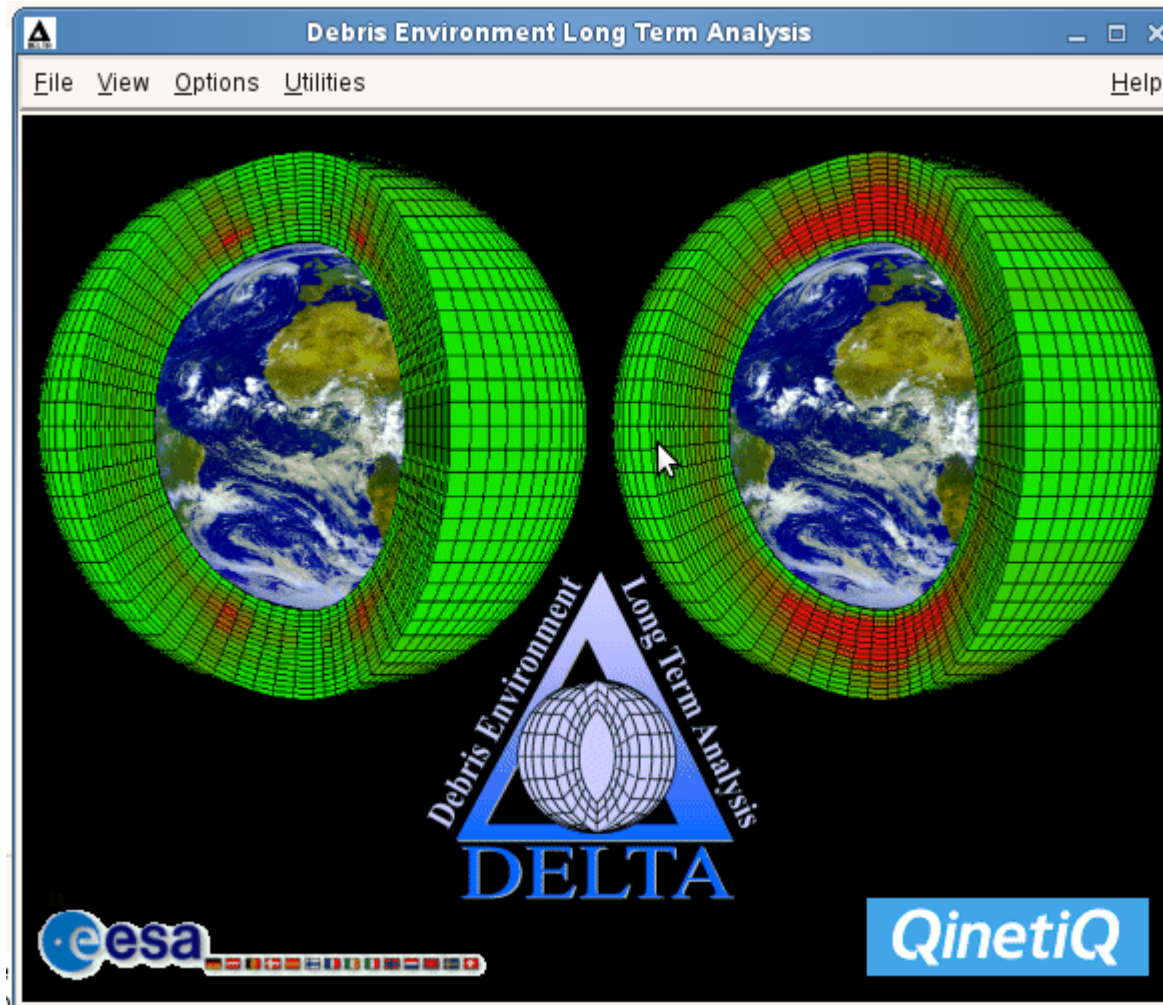 Debris Environment Long Term Analysis
File View Options Utilities Help
Debris Environment
Long Term Analysis
DELTA
esa
QinetiQ